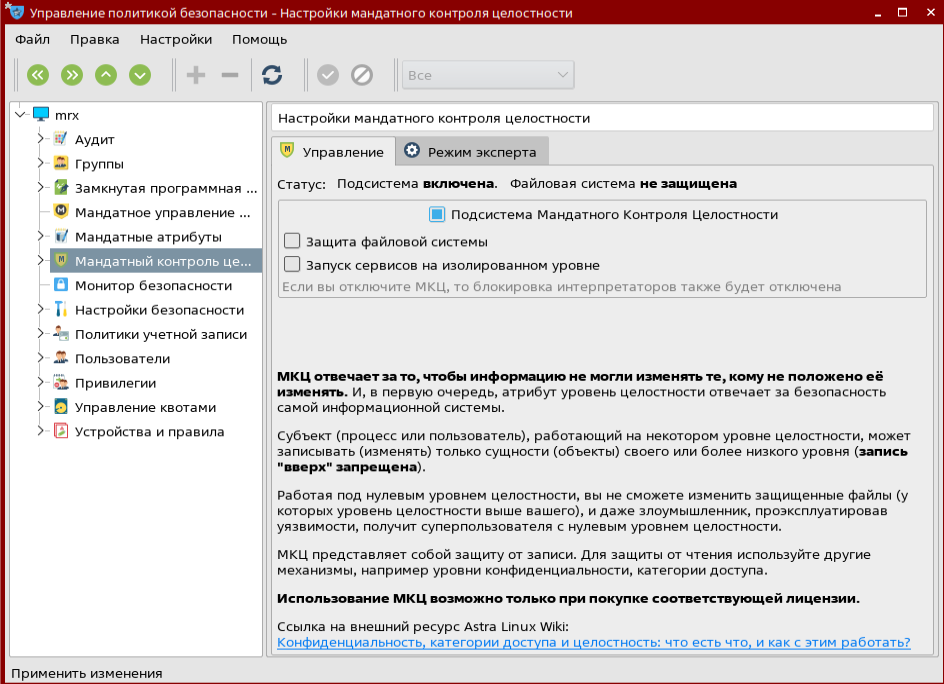 Управление политикой безопасности - Настройки мандатного контроля целостности
Файл Правка Настройки Помощь
Все
mrx
Аудит
Группы
Замкнутая программная ...
Мандатное управление ...
Мандатные атрибуты
Мандатный контроль це...
Монитор безопасности
Настройки безопасности
Политики учетной записи
Пользователи
Привилегии
Управление квотами
Устройства и правила
Настройки мандатного контроля целостности
Управление Режим эксперта
Статус: Подсистема включена. Файловая система не защищена
Подсистема Мандатного Контроля Целостности
Защита файловой системы
Запуск сервисов на изолированном уровне
Если вы отключите МКЦ, то блокировка интерпретаторов также будет отключена
МКЦ отвечает за то, чтобы информацию не могли изменять те, кому не положено её
изменять. И, в первую очередь, атрибут уровень целостности отвечает за безопасность
самой информационной системы.
Субъект (процесс или пользователь), работающий на некотором уровне целостности, может
записывать (изменять) только сущности (объекты) своего или более низкого уровня (запись
"вверх" запрещена).
Работая под нулевым уровнем целостности, вы не сможете изменить защищенные файлы (у
которых уровень целостности выше вашего), и даже злоумышленник, проэксплуатировав
уязвимости, получит суперпользователя с нулевым уровнем целостности.
МКЦ представляет собой защиту от записи. Для защиты от чтения используйте другие
механизмы, например уровни конфиденциальности, категории доступа.
Использование МКЦ возможно только при покупке соответствующей лицензии.
Ссылка на внешний ресурс Astra Linux Wiki:
Конфиденциальность, категории доступа и целостность: что есть что, и как с этим работать?
Применить изменения